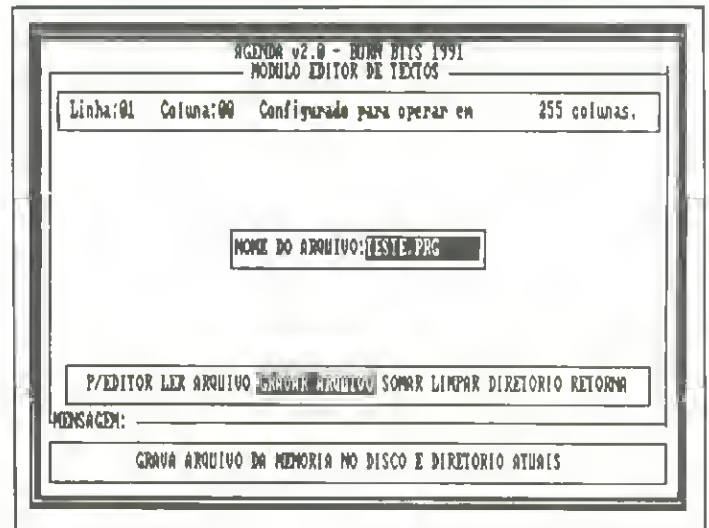 AGENDA v2.0 - BURN BITS 1991
MODULO EDITOR DE TEXTOS
Linha:01 Coluna:00 Configurado para operar em 255 colunas.
NOME DO ARQUIVO:TESTE.PRG
P/EDITOR LER ARQUIVO GRAVAR ARQUIVO SOMAR LIMPAR DIRETORIO RETORNA
MENSAGEM:
GRAVA ARQUIVO DA MEMORIA NO DISCO E DIRETORIO ATUAIS